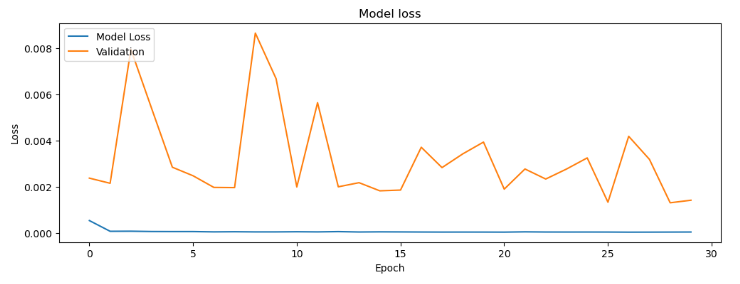 Model loss
Model Loss
Validation
0.008
0.006
0.004
0.002
0.000
Loss
0 5 10 15 20 25 30
Epoch